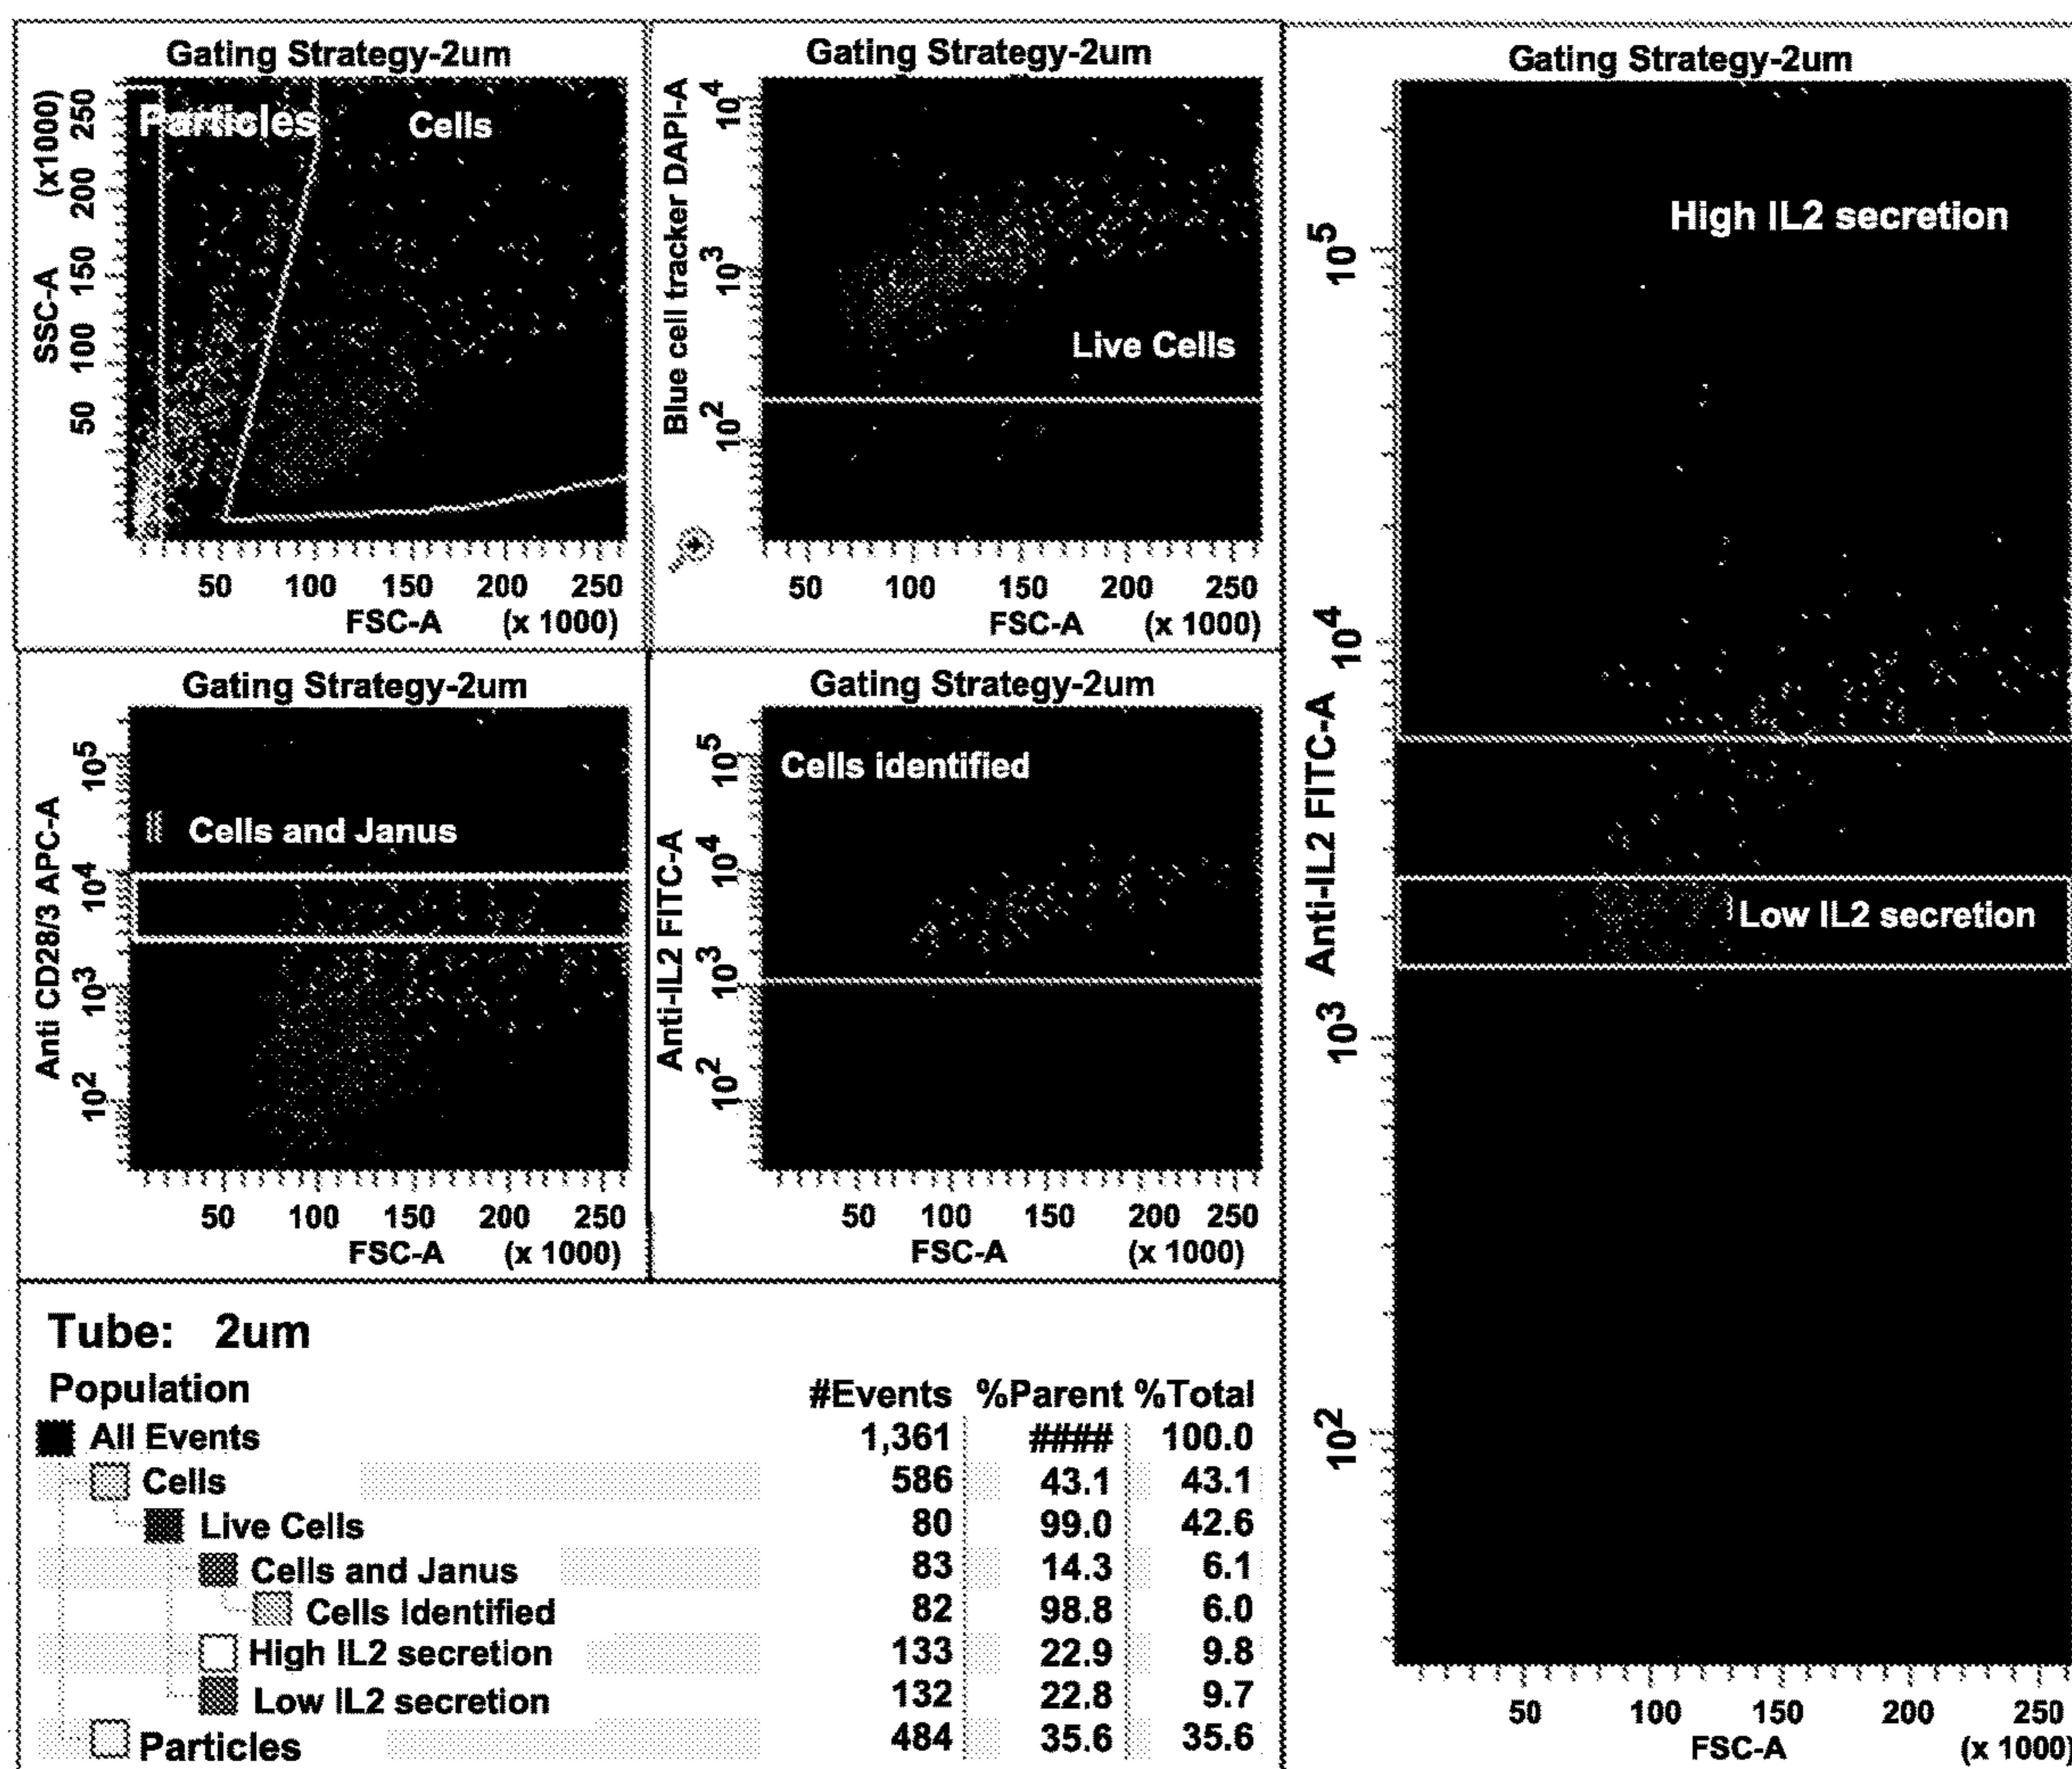 Gating Strategy-2um
SSC-A (x1000)
50 100 150 200 250
Particles
Cells
50 100 150 200 250
FSC-A (x 1000)
Gating Strategy-2um
Blue cell tracker DAPI-A
10^2 10^3 10^4
Live Cells
50 100 150 200 250
FSC-A (x 1000)
Gating Strategy-2um
Anti-IL2 FITC-A
10^2 10^3 10^4 10^5
High IL2 secretion
Low IL2 secretion
50 100 150 200 250
FSC-A (x 1000)
Gating Strategy-2um
Anti CD28/3 APC-A
10^2 10^3 10^4 10^5
Cells and Janus
50 100 150 200 250
FSC-A (x 1000)
Gating Strategy-2um
Anti-IL2 FITC-A
10^2 10^3 10^4 10^5
Cells identified
50 100 150 200 250
FSC-A (x 1000)
Tube: 2um
Population #Events %Parent %Total
All Events 1,361 #### 100.0
Cells 586 43.1 43.1
Live Cells 80 99.0 42.6
Cells and Janus 83 14.3 6.1
Cells Identified 82 98.8 6.0
High IL2 secretion 133 22.9 9.8
Low IL2 secretion 132 22.8 9.7
Particles 484 35.6 35.6